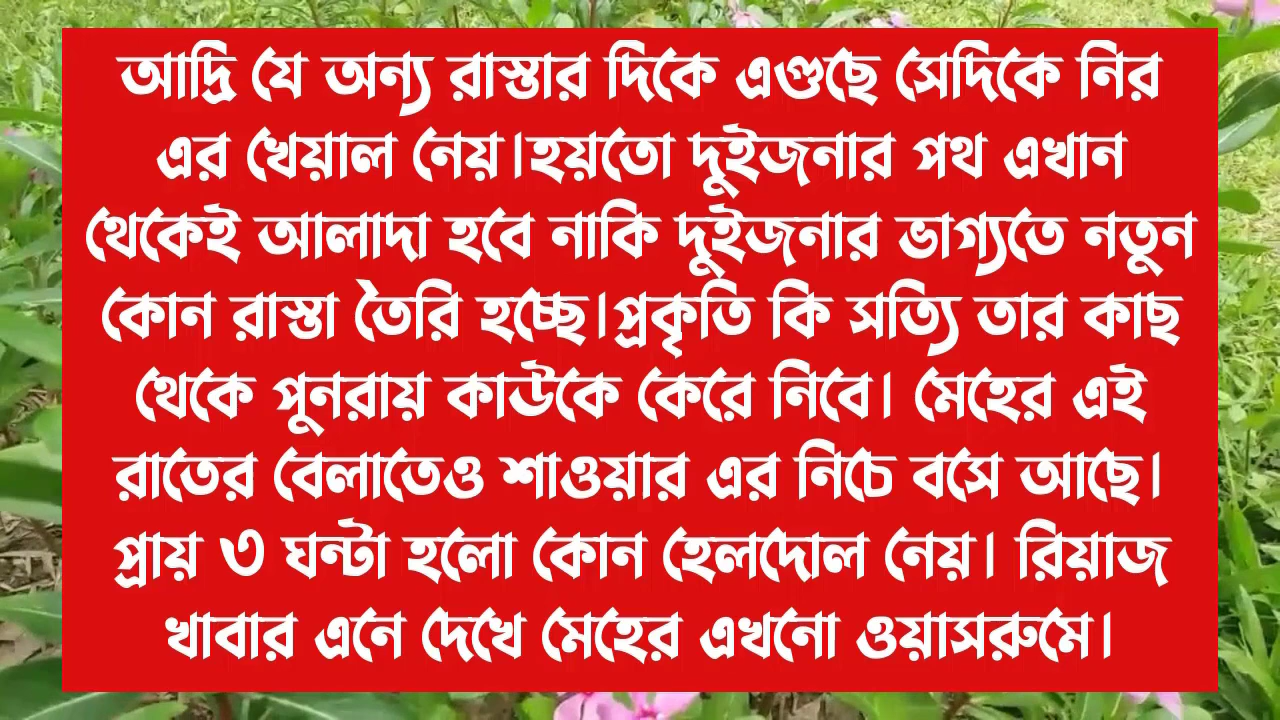 আদ্রি যে অন্য রাস্তার দিকে এগুছে সেদিকে নির
এর খেয়াল নেয়।হয়তো দুইজনার পথ এখান
থেকেই আলাদা হবে নাকি দুইজনার ভাগ্যতে নতুন
কোন রাস্তা তৈরি হচ্ছে।প্রকৃতি কি সত্যি তার কাছ
থেকে পুনরায় কাউকে কেরে নিবে। মেহের এই
রাতের বেলাতেও শাওয়ার এর নিচে বসে আছে।
প্রায় ৩ ঘন্টা হলো কোন হেলদোল নেয়। রিয়াজ
খাবার এনে দেখে মেহের এখনো ওয়াসরুমে।